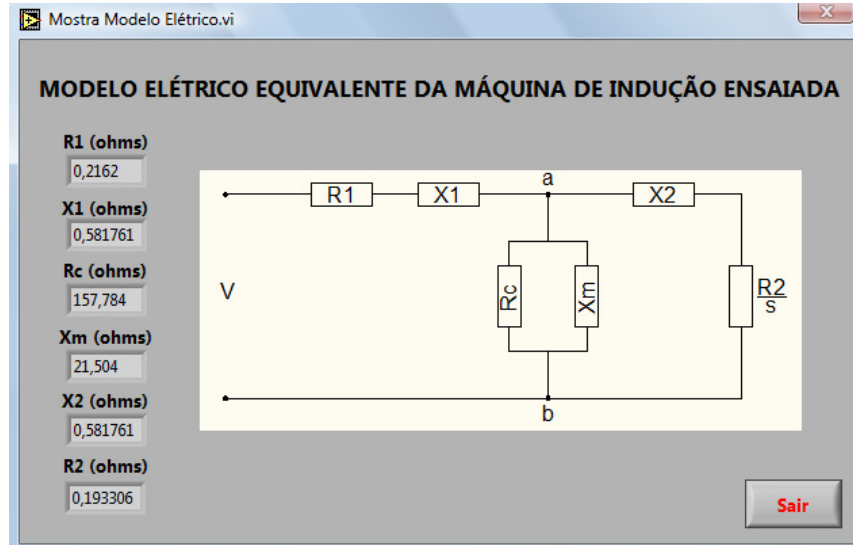 Mostra Modelo Elétrico.vi
X
MODELO ELÉTRICO EQUIVALENTE DA MÁQUINA DE INDUÇÃO ENSAIADA
R1 (ohms)
0,2162
X1 (ohms)
0,581761
Rc (ohms)
157,784
Xm (ohms)
21,504
X2 (ohms)
0,581761
R2 (ohms)
0,193306
R1
X1
a
X2
V
Rc
Xm
R2
s
b
Sair